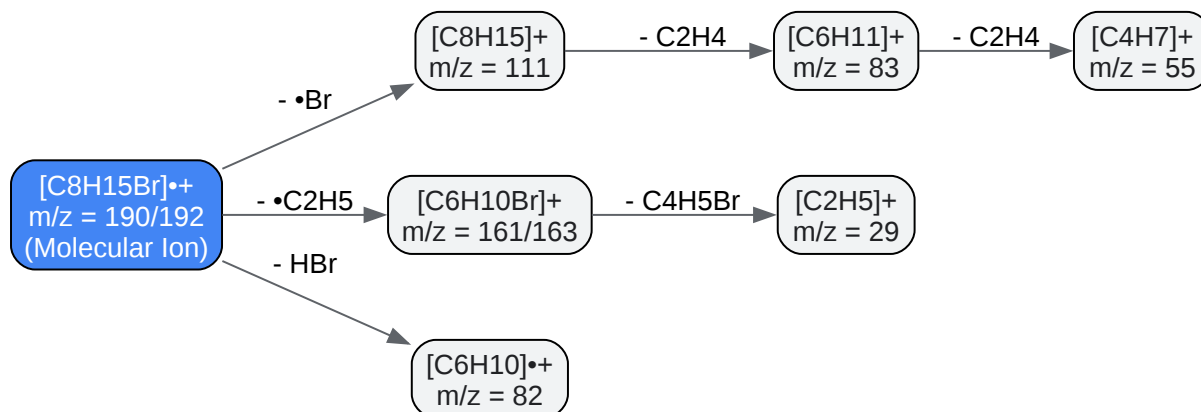 [C8H15]+
m/z = 111
- C2H4
[C6H11]+
m/z = 83
- C2H4
[C4H7]+
m/z = 55
- •Br
[C8H15Br]•+
m/z = 190/192
(Molecular Ion)
- •C2H5
[C6H10Br]+
m/z = 161/163
- C4H5Br
[C2H5]+
m/z = 29
- HBr
[C6H10]•+
m/z = 82